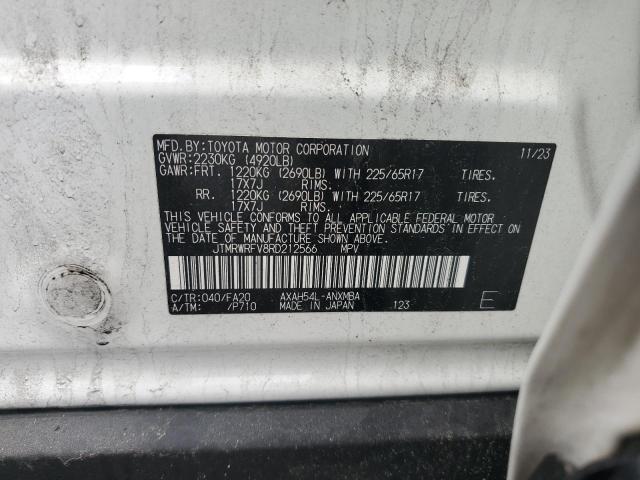 MFD.BY:TOYOTA MOTOR CORPORATION 11/23
GVWR:2230KG (4920LB)
GAWR:FRT. 1220KG (2690LB) WITH 225/65R17 TIRES.
17X7J RIMS.
RR. 1220KG (2690LB) WITH 225/65R17 TIRES.
17X7J RIMS.
THIS VEHICLE CONFORMS TO ALL APPLICABLE FEDERAL MOTOR
VEHICLE SAFETY AND THEFT PREVENTION STANDARDS IN EFFECT
ON THE DATE OF MANUFACTURE SHOWN ABOVE.
JTMRWRFV8RD212566 MPV
C/TR:040/FA20 AXAH54L-ANXMBA
A/TM: /P710 MADE IN JAPAN 123 E